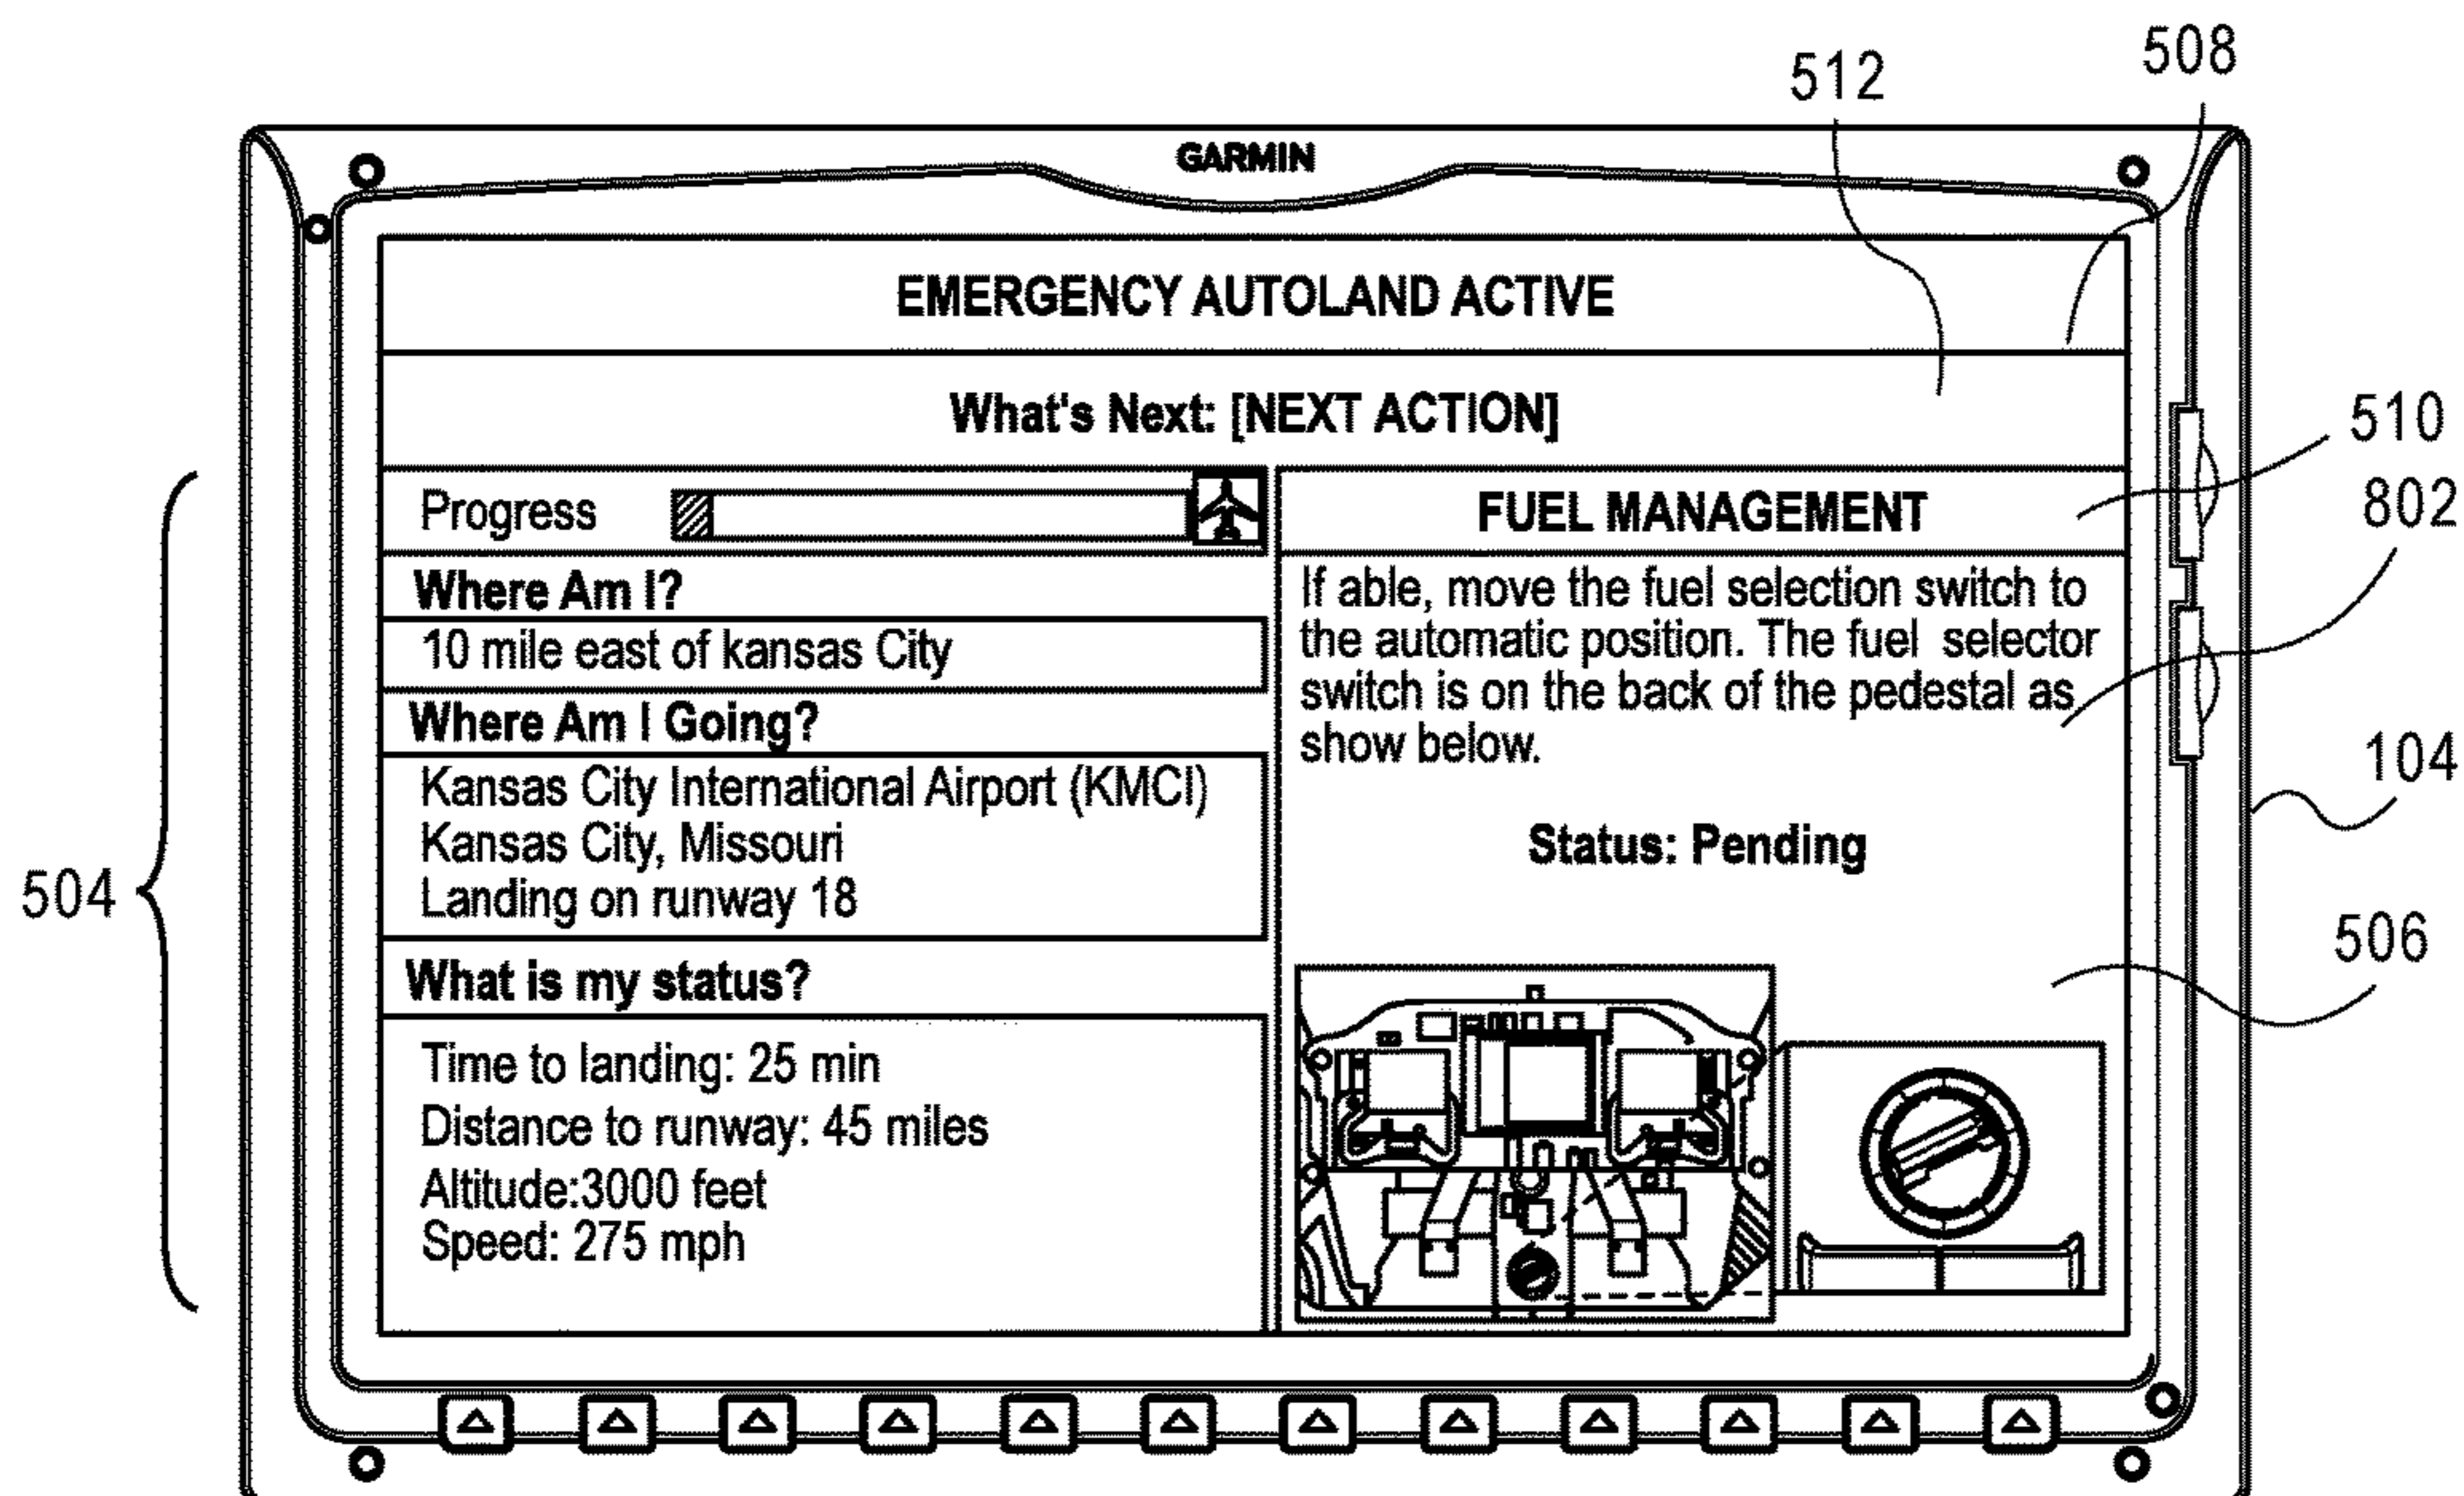 508
512
GARMIN
EMERGENCY AUTOLAND ACTIVE
What's Next: [NEXT ACTION]
510
802
104
506
504
Progress
Where Am I?
10 mile east of kansas City
Where Am I Going?
Kansas City International Airport (KMCI)
Kansas City, Missouri
Landing on runway 18
What is my status?
Time to landing: 25 min
Distance to runway: 45 miles
Altitude:3000 feet
Speed: 275 mph
FUEL MANAGEMENT
If able, move the fuel selection switch to
the automatic position. The fuel selector
switch is on the back of the pedestal as
show below.
Status: Pending